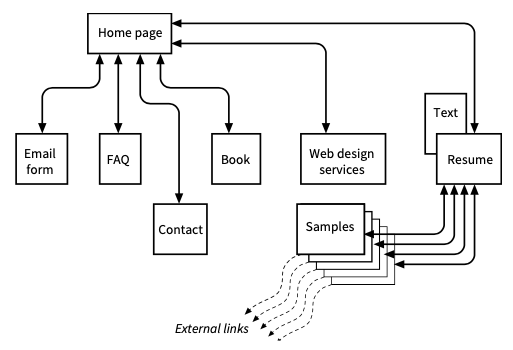 Home page
Text
Email
form
FAQ
Book
Web design
services
Resume
Contact
Samples
External links